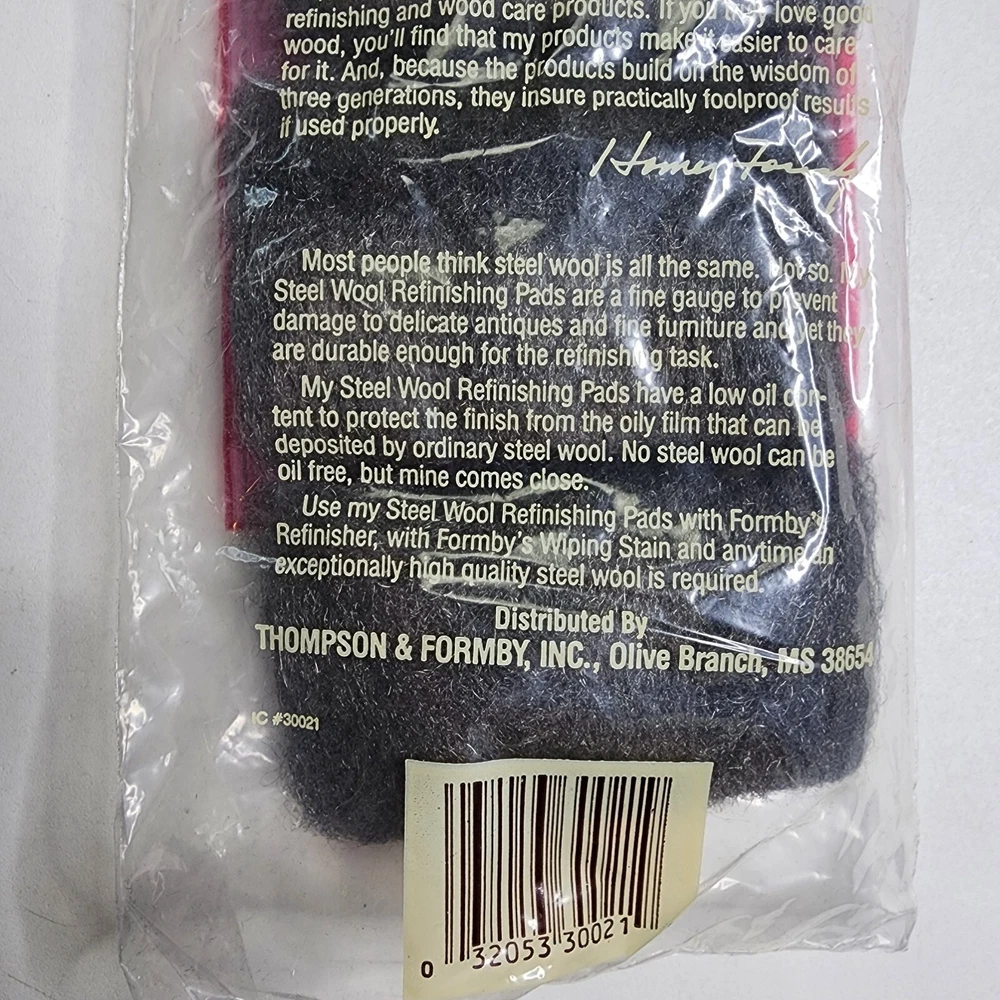 refinishing and wood care products. If you truly love good
wood, you'll find that my products make it easier to care
for it. And, because the products build on the wisdom of
three generations, they insure practically foolproof results
if used properly.
Homer Formby
Most people think steel wool is all the same. Not so. My
Steel Wool Refinishing Pads are a fine gauge to prevent
damage to delicate antiques and fine furniture and yet they
are durable enough for the refinishing task.
My Steel Wool Refinishing Pads have a low oil con-
tent to protect the finish from the oily film that can be
deposited by ordinary steel wool. No steel wool can be
oil free, but mine comes close.
Use my Steel Wool Refinishing Pads with Formby's
Refinisher, with Formby's Wiping Stain and anytime an
exceptionally high quality steel wool is required.
Distributed By
THOMPSON & FORMBY, INC., Olive Branch, MS 38654
IC #30021
0 32053 30021